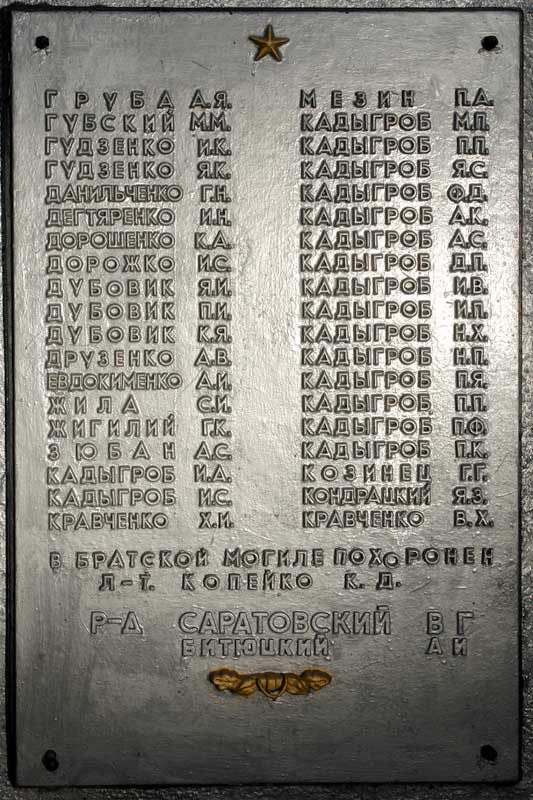 ГРУБА А.Я.
ГУБСКИЙ М.М.
ГУДЗЕНКО И.К.
ГУДЗЕНКО Я.К.
ДАНИЛЬЧЕНКО Г.Н.
ДЕГТЯРЕНКО И.Н.
ДОРОШЕНКО К.А.
ДОРОЖКО И.С.
ДУБОВИК Я.И.
ДУБОВИК П.И.
ДУБОВИК К.Я.
ДРУЗЕНКО А.В.
ЕВДОКИМЕНКО А.И.
ЖИЛА С.И.
ЖИГИЛИЙ Г.К.
ЗЮБАН А.С.
КАДЫГРОБ И.А.
КАДЫГРОБ И.С.
КРАВЧЕНКО Х.И.
МЕЗИН П.А.
КАДЫГРОБ М.П.
КАДЫГРОБ П.П.
КАДЫГРОБ Я.С.
КАДЫГРОБ Ф.Д.
КАДЫГРОБ А.К.
КАДЫГРОБ А.С.
КАДЫГРОБ Д.П.
КАДЫГРОБ И.В.
КАДЫГРОБ И.П.
КАДЫГРОБ Н.Х.
КАДЫГРОБ Н.П.
КАДЫГРОБ П.Я.
КАДЫГРОБ П.П.
КАДЫГРОБ П.Ф.
КАДЫГРОБ П.К.
КОЗИНЕЦ Г.Г.
КОНДРАЦКИЙ Я.З.
КРАВЧЕНКО В.Х.
В БРАТСКОЙ МОГИЛЕ ПОХОРОНЕН
Л-Т. КОПЕЙКО К.Д.
Р-Д САРАТОВСКИЙ В Г
БИТЮЦКИЙ А И